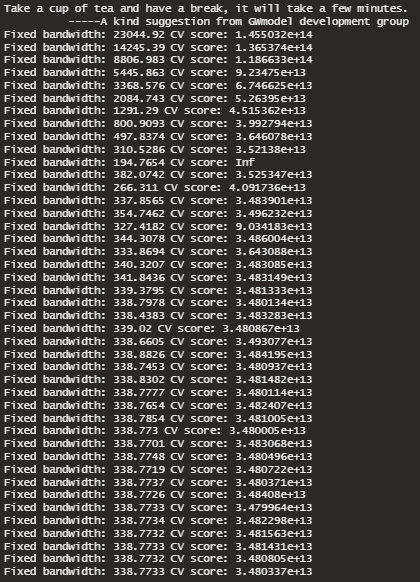 Take a cup of tea and have a break, it will take a few minutes.
-----A kind suggestion from GWmodel development group
Fixed bandwidth: 23044.92 CV score: 1.455032e+14
Fixed bandwidth: 14245.39 CV score: 1.365374e+14
Fixed bandwidth: 8806.983 CV score: 1.186633e+14
Fixed bandwidth: 5445.863 CV score: 9.23475e+13
Fixed bandwidth: 3368.576 CV score: 6.746625e+13
Fixed bandwidth: 2084.743 CV score: 5.26395e+13
Fixed bandwidth: 1291.29 CV score: 4.515362e+13
Fixed bandwidth: 800.9093 CV score: 3.992794e+13
Fixed bandwidth: 497.8374 CV score: 3.646078e+13
Fixed bandwidth: 310.5286 CV score: 3.52138e+13
Fixed bandwidth: 194.7654 CV score: Inf
Fixed bandwidth: 382.0742 CV score: 3.525347e+13
Fixed bandwidth: 266.311 CV score: 4.091736e+13
Fixed bandwidth: 337.8565 CV score: 3.483901e+13
Fixed bandwidth: 354.7462 CV score: 3.496232e+13
Fixed bandwidth: 327.4182 CV score: 9.034183e+13
Fixed bandwidth: 344.3078 CV score: 3.486004e+13
Fixed bandwidth: 333.8694 CV score: 3.643088e+13
Fixed bandwidth: 340.3207 CV score: 3.483085e+13
Fixed bandwidth: 341.8436 CV score: 3.483149e+13
Fixed bandwidth: 339.3795 CV score: 3.481333e+13
Fixed bandwidth: 338.7978 CV score: 3.480134e+13
Fixed bandwidth: 338.4383 CV score: 3.483283e+13
Fixed bandwidth: 339.02 CV score: 3.480867e+13
Fixed bandwidth: 338.6605 CV score: 3.493077e+13
Fixed bandwidth: 338.8826 CV score: 3.484195e+13
Fixed bandwidth: 338.7453 CV score: 3.480937e+13
Fixed bandwidth: 338.8302 CV score: 3.481482e+13
Fixed bandwidth: 338.7777 CV score: 3.480114e+13
Fixed bandwidth: 338.7654 CV score: 3.482407e+13
Fixed bandwidth: 338.7854 CV score: 3.481005e+13
Fixed bandwidth: 338.773 CV score: 3.480005e+13
Fixed bandwidth: 338.7701 CV score: 3.483068e+13
Fixed bandwidth: 338.7748 CV score: 3.480496e+13
Fixed bandwidth: 338.7719 CV score: 3.480722e+13
Fixed bandwidth: 338.7737 CV score: 3.480371e+13
Fixed bandwidth: 338.7726 CV score: 3.48408e+13
Fixed bandwidth: 338.7733 CV score: 3.479964e+13
Fixed bandwidth: 338.7734 CV score: 3.482298e+13
Fixed bandwidth: 338.7732 CV score: 3.481563e+13
Fixed bandwidth: 338.7733 CV score: 3.481431e+13
Fixed bandwidth: 338.7732 CV score: 3.480805e+13
Fixed bandwidth: 338.7733 CV score: 3.480337e+13